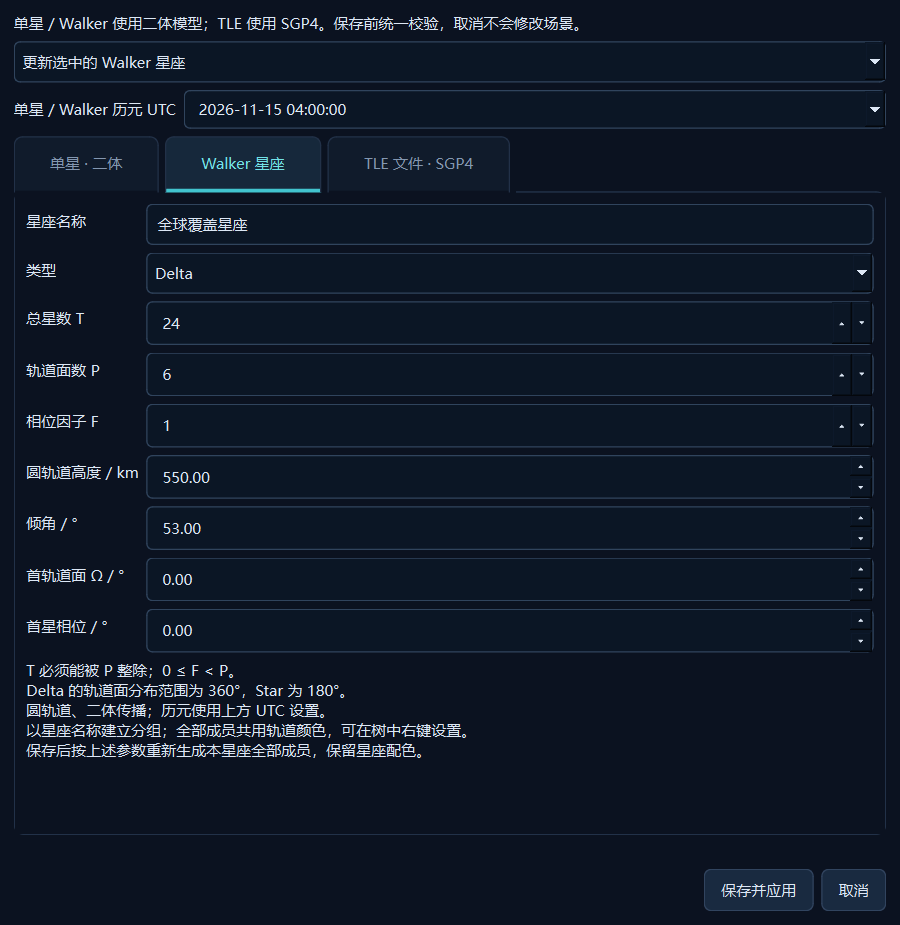 单星 / Walker 使用二体模型；TLE 使用 SGP4。保存前统一校验，取消不会修改场景。
更新选中的 Walker 星座
单星 / Walker 历元 UTC 2026-11-15 04:00:00
单星 · 二体 Walker 星座 TLE 文件 · SGP4
星座名称 全球覆盖星座
类型 Delta
总星数 T 24
轨道面数 P 6
相位因子 F 1
圆轨道高度 / km 550.00
倾角 / ° 53.00
首轨道面 Ω / ° 0.00
首星相位 / ° 0.00
T 必须能被 P 整除；0 ≤ F < P。
Delta 的轨道面分布范围为 360°，Star 为 180°。
圆轨道、二体传播；历元使用上方 UTC 设置。
以星座名称建立分组；全部成员共用轨道颜色，可在树中右键设置。
保存后按上述参数重新生成本星座全部成员，保留星座配色。
保存并应用 取消